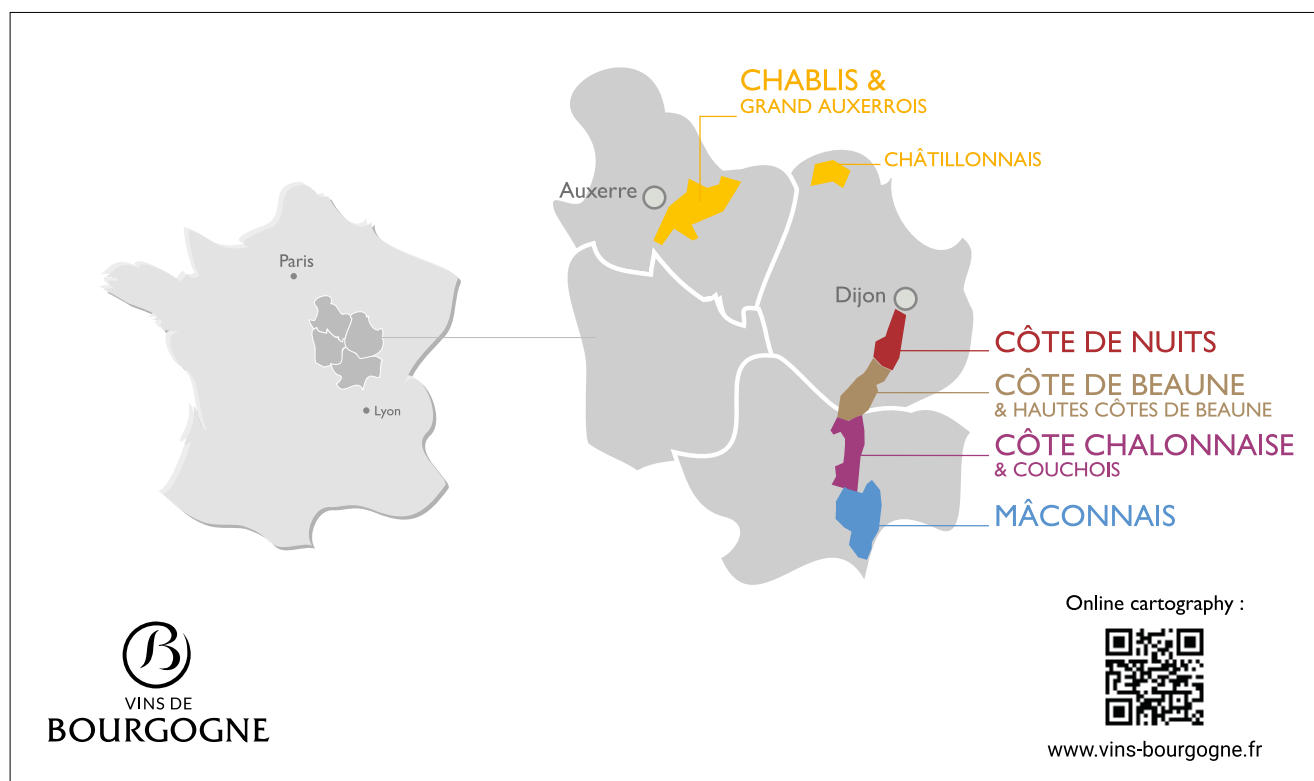 CHABLIS &
GRAND AUXERROIS
CHÂTILLONNAIS
Auxerre
Paris
Dijon
CÔTE DE NUITS
CÔTE DE BEAUNE
& HAUTES CÔTES DE BEAUNE
Lyon
CÔTE CHALONNAISE
& COUCHOIS
MÂCONNAIS
Online cartography :
B
VINS DE
BOURGOGNE
www.vins-bourgogne.fr